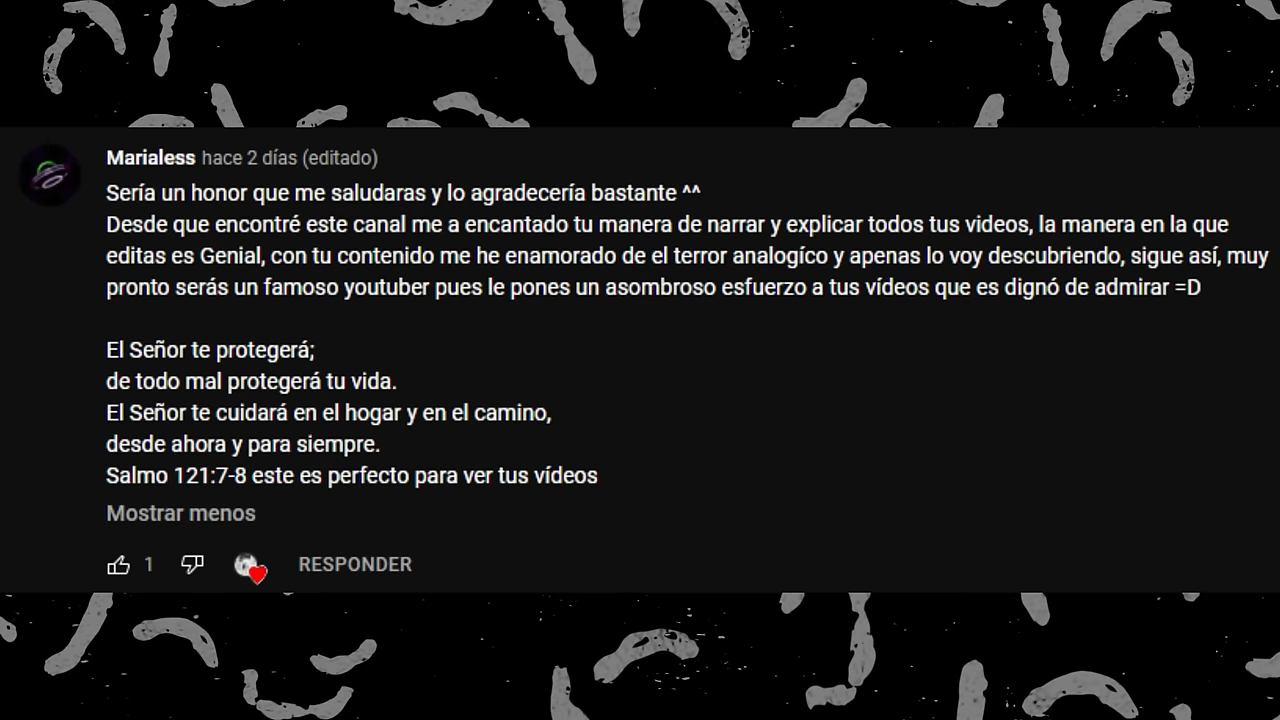 Marialess hace 2 días (editado)
Sería un honor que me saludaras y lo agradecería bastante ^^
Desde que encontré este canal me a encantado tu manera de narrar y explicar todos tus videos, la manera en la que
editas es Genial, con tu contenido me he enamorado de el terror analogíco y apenas lo voy descubriendo, sigue así, muy
pronto serás un famoso youtuber pues le pones un asombroso esfuerzo a tus vídeos que es dignó de admirar =D
El Señor te protegerá;
de todo mal protegerá tu vida.
El Señor te cuidará en el hogar y en el camino,
desde ahora y para siempre.
Salmo 121:7-8 este es perfecto para ver tus vídeos
Mostrar menos
1 RESPONDER